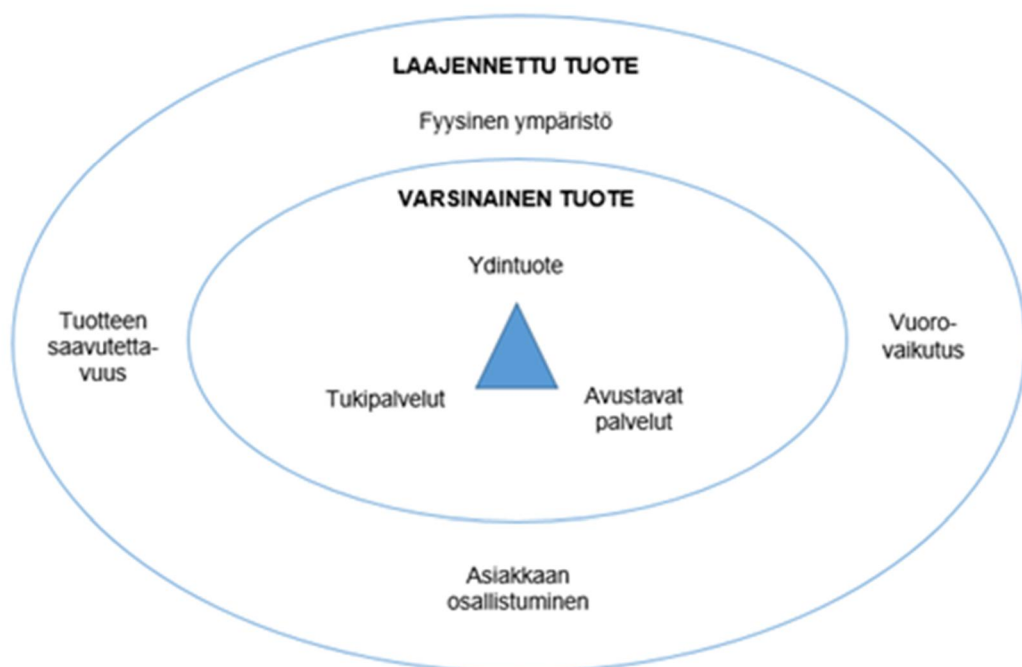 LAAJENNETTU TUOTE
Fyysinen ympäristö
VARSINAINEN TUOTE
Ydintuote
Tuotteen
saavutetta-
vuus
Vuoro-
vaikutus
Tukipalvelut
Avustavat
palvelut
Asiakkaan
osallistuminen